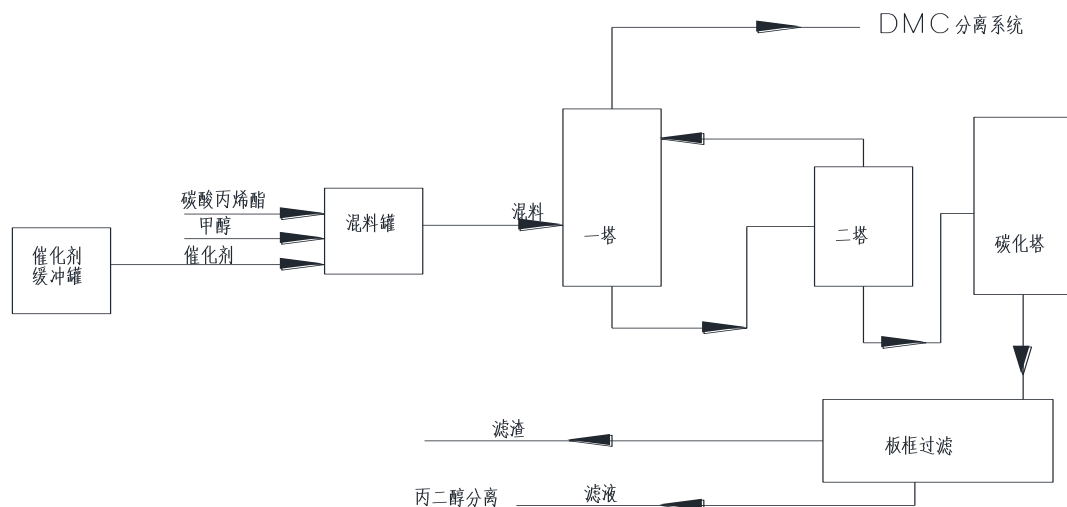 DMC分离系统
碳酸丙烯酯
甲醇
催化剂
催化剂
缓冲罐
混料罐
混料
一塔
二塔
碳化塔
板框过滤
滤渣
滤液
丙二醇分离